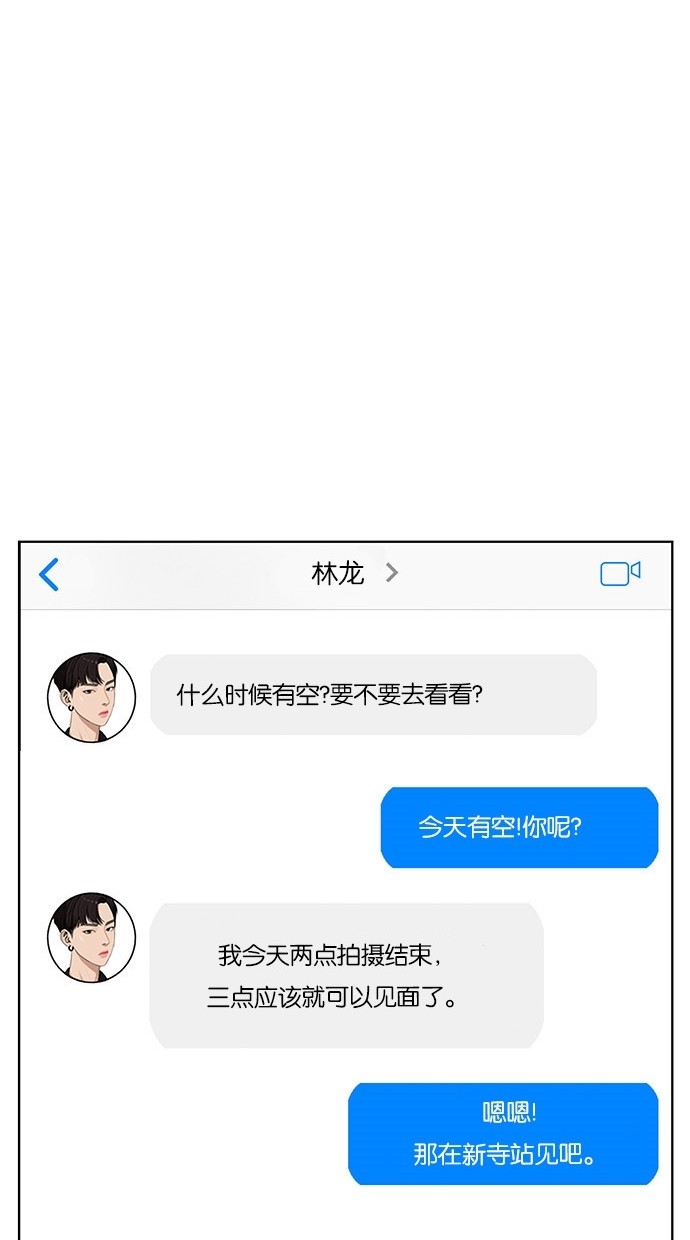 林龙
什么时候有空?要不要去看看?
今天有空!你呢?
我今天两点拍摄结束，
三点应该就可以见面了。
嗯嗯!
那在新寺站见吧。